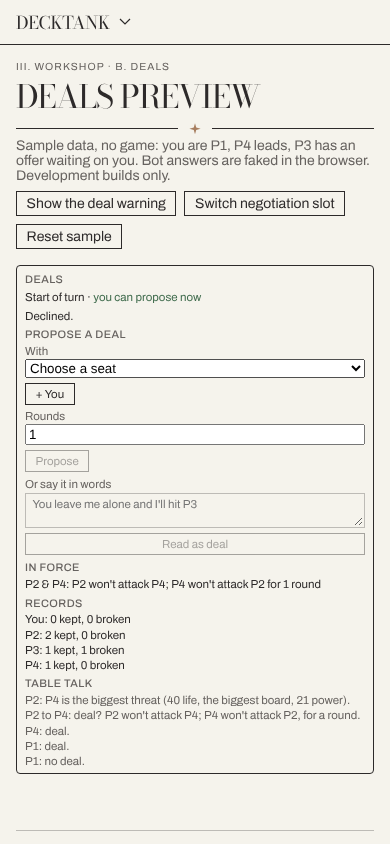 DECKTANK
III. WORKSHOP · B. DEALS
DEALS PREVIEW
Sample data, no game: you are P1, P4 leads, P3 has an
offer waiting on you. Bot answers are faked in the browser.
Development builds only.
Show the deal warning
Switch negotiation slot
Reset sample
DEALS
Start of turn · you can propose now
Declined.
PROPOSE A DEAL
With
Choose a seat
+ You
Rounds
1
Propose
Or say it in words
You leave me alone and I'll hit P3
Read as deal
IN FORCE
P2 & P4: P2 won't attack P4; P4 won't attack P2 for 1 round
RECORDS
You: 0 kept, 0 broken
P2: 2 kept, 0 broken
P3: 1 kept, 1 broken
P4: 1 kept, 0 broken
TABLE TALK
P2: P4 is the biggest threat (40 life, the biggest board, 21 power).
P2 to P4: deal? P2 won't attack P4; P4 won't attack P2, for a round.
P4: deal.
P1: deal.
P1: no deal.